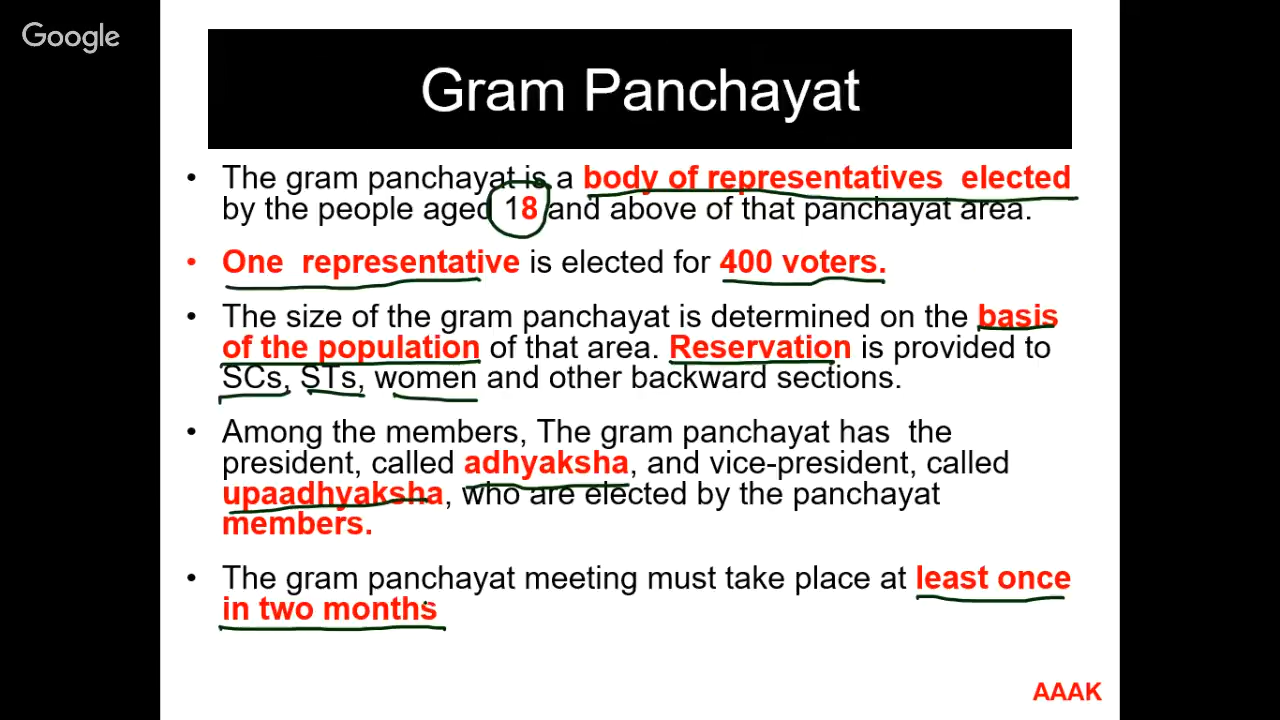 Google
Gram Panchayat
• The gram panchayat is a body of representatives elected
by the people aged 18 and above of that panchayat area.
• One representative is elected for 400 voters.
• The size of the gram panchayat is determined on the basis
of the population of that area. Reservation is provided to
SCs, STs, women and other backward sections.
• Among the members, The gram panchayat has the
president, called adhyaksha, and vice-president, called
upaadhyaksha, who are elected by the panchayat
members.
• The gram panchayat meeting must take place at least once
in two months
AAAK